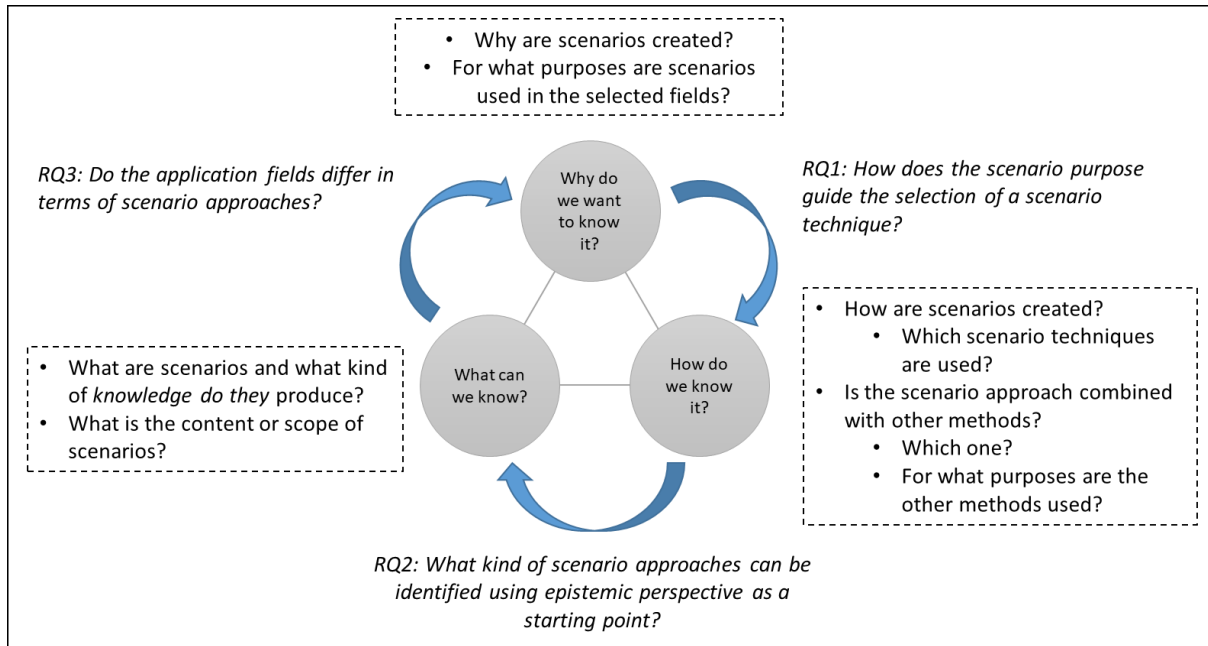 • Why are scenarios created?
• For what purposes are scenarios
used in the selected fields?
RQ3: Do the application fields differ in
terms of scenario approaches?
Why do
we want
to know
it?
RQ1: How does the scenario purpose
guide the selection of a scenario
technique?
• What are scenarios and what kind
of knowledge do they produce?
• What is the content or scope of
scenarios?
What can
we know?
How do
we know
it?
• How are scenarios created?
• Which scenario techniques
are used?
• Is the scenario approach combined
with other methods?
• Which one?
• For what purposes are the
other methods used?
RQ2: What kind of scenario approaches can be
identified using epistemic perspective as a
starting point?